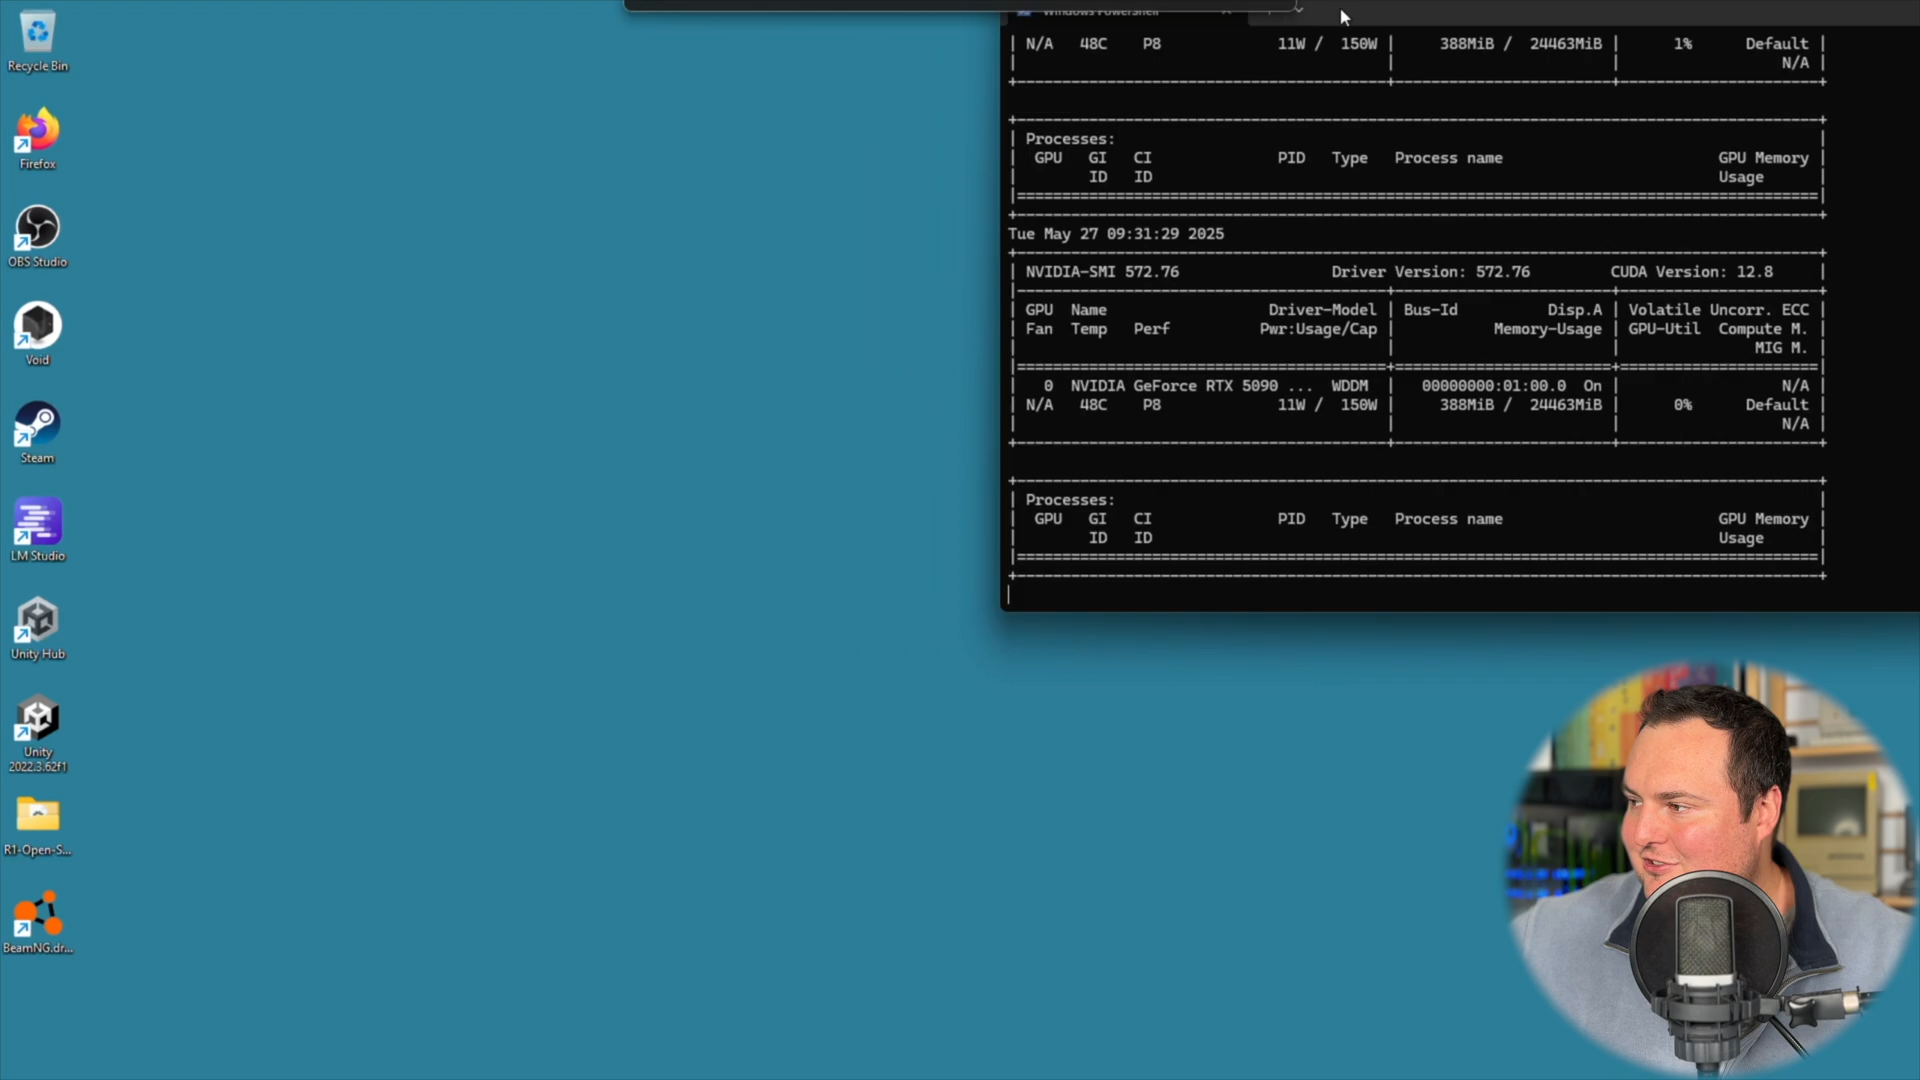 Recycle Bin
Firefox
OBS Studio
Void
Steam
LM Studio
Unity Hub
Unity
2022.3.62f1
R1-Open-S...
BeamNG.dr...
Windows PowerShell
| N/A   48C    P8              11W /  150W |     388MiB /  24463MiB |      1%      Default |
|                                         |                        |                  N/A |
+-----------------------------------------+------------------------+----------------------+
+-----------------------------------------------------------------------------------------+
| Processes:                                                                              |
|  GPU   GI   CI              PID   Type   Process name                        GPU Memory |
|        ID   ID                                                               Usage      |
|=========================================================================================|
+-----------------------------------------------------------------------------------------+
Tue May 27 09:31:29 2025
+-----------------------------------------------------------------------------------------+
| NVIDIA-SMI 572.76                 Driver Version: 572.76         CUDA Version: 12.8     |
|-----------------------------------------+------------------------+----------------------+
| GPU  Name                  Driver-Model | Bus-Id          Disp.A | Volatile Uncorr. ECC |
| Fan  Temp   Perf          Pwr:Usage/Cap |           Memory-Usage | GPU-Util  Compute M. |
|                                         |                        |               MIG M. |
|=========================================+========================+======================|
|   0  NVIDIA GeForce RTX 5090 ...  WDDM  |   00000000:01:00.0  On |                  N/A |
| N/A   48C    P8              11W /  150W |     388MiB /  24463MiB |      0%      Default |
|                                         |                        |                  N/A |
+-----------------------------------------+------------------------+----------------------+
+-----------------------------------------------------------------------------------------+
| Processes:                                                                              |
|  GPU   GI   CI              PID   Type   Process name                        GPU Memory |
|        ID   ID                                                               Usage      |
|=========================================================================================|
+-----------------------------------------------------------------------------------------+